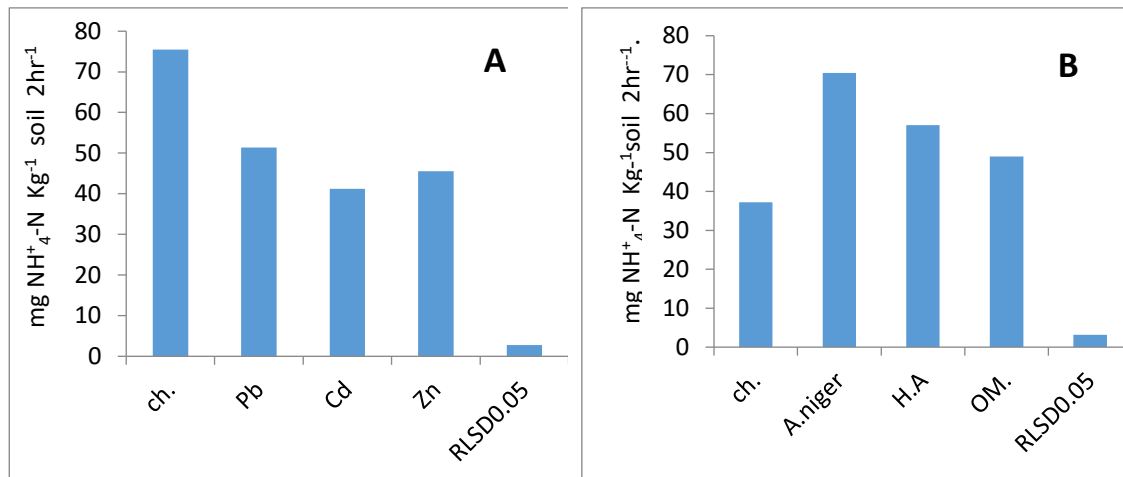 A
mg NH⁺₄-N Kg⁻¹ soil 2hr⁻¹
80
70
60
50
40
30
20
10
0
ch.
Pb
Cd
Zn
RLSD0.05
B
mg NH⁺₄-N Kg-¹soil 2hr⁻-¹.
80
70
60
50
40
30
20
10
0
ch.
A.niger
H.A
OM.
RLSD0.05